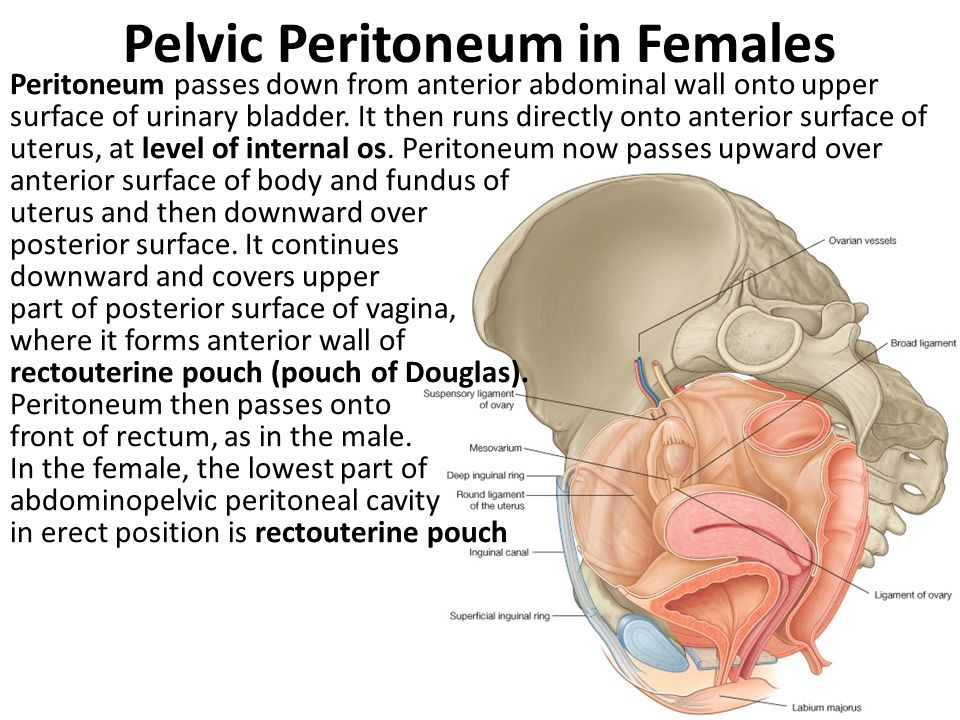 Pelvic Peritoneum in Females
Peritoneum passes down from anterior abdominal wall onto upper
surface of urinary bladder. It then runs directly onto anterior surface of
uterus, at level of internal os. Peritoneum now passes upward over
anterior surface of body and fundus of
uterus and then downward over
posterior surface. It continues
downward and covers upper
part of posterior surface of vagina,
where it forms anterior wall of
rectouterine pouch (pouch of Douglas).
Peritoneum then passes onto
front of rectum, as in the male.
In the female, the lowest part of
abdominopelvic peritoneal cavity
in erect position is rectouterine pouch
Ovarian vessels
Broad ligament
Suspensory ligament
of ovary
Mesovarium
Deep inguinal ring
Round ligament
of the uterus
Inguinal canal
Ligament of ovary
Superficial inguinal ring
Labium majorus